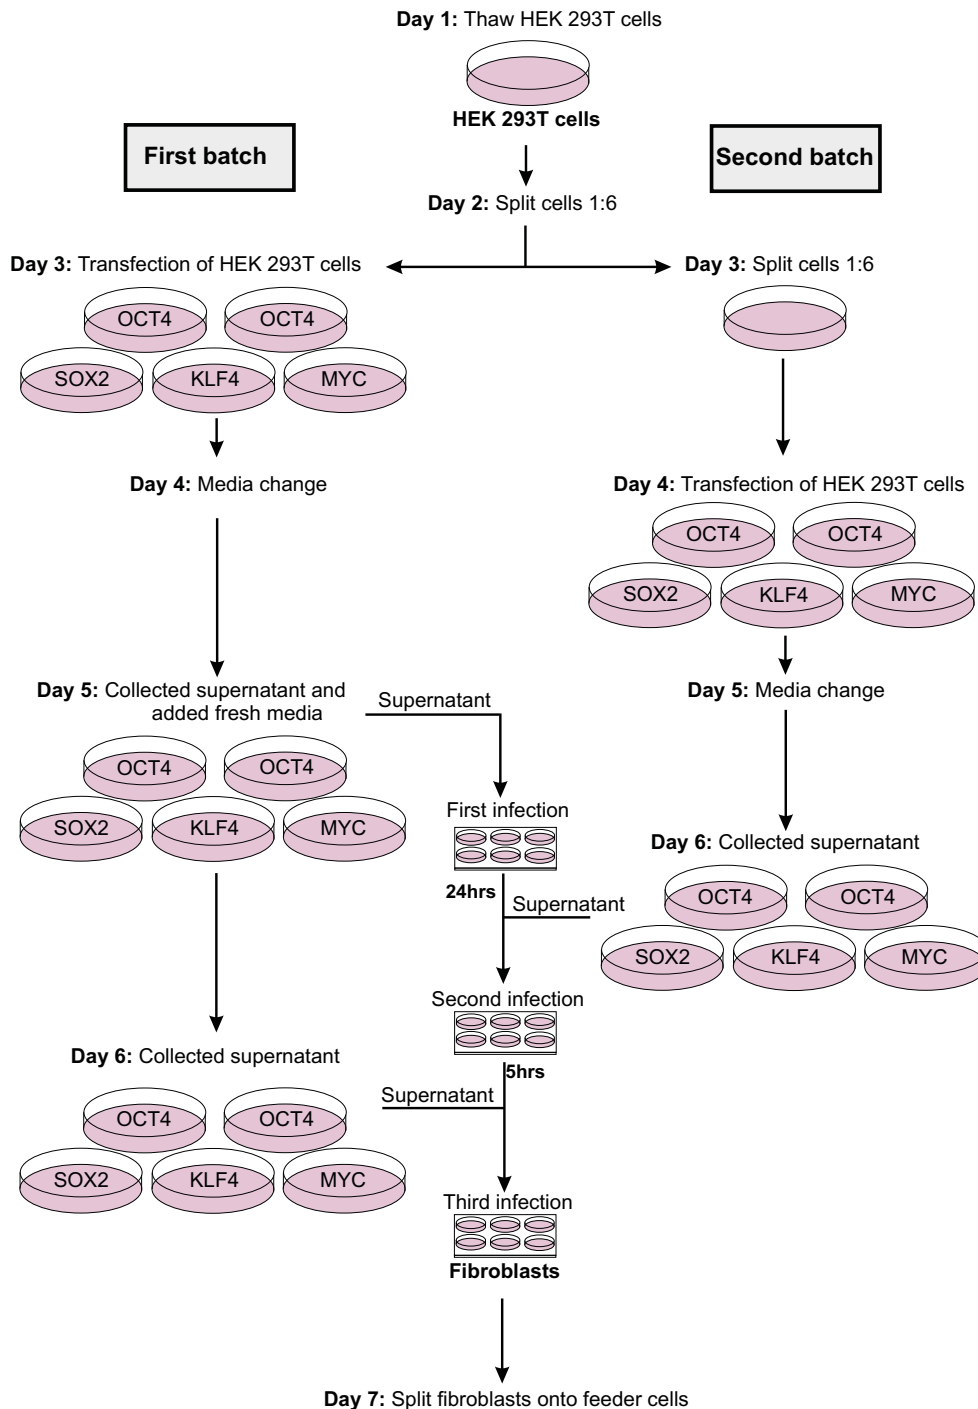 Day 1: Thaw HEK 293T cells
HEK 293T cells
First batch
Second batch
Day 2: Split cells 1:6
Day 3: Transfection of HEK 293T cells
OCT4
OCT4
SOX2
KLF4
MYC
Day 3: Split cells 1:6
Day 4: Media change
Day 4: Transfection of HEK 293T cells
OCT4
OCT4
SOX2
KLF4
MYC
Day 5: Collected supernatant and
added fresh media
Supernatant
OCT4
OCT4
SOX2
KLF4
MYC
Day 5: Media change
First infection
24hrs
Supernatant
Day 6: Collected supernatant
OCT4
OCT4
SOX2
KLF4
MYC
Second infection
5hrs
Day 6: Collected supernatant
Supernatant
OCT4
OCT4
SOX2
KLF4
MYC
Third infection
Fibroblasts
Day 7: Split fibroblasts onto feeder cells